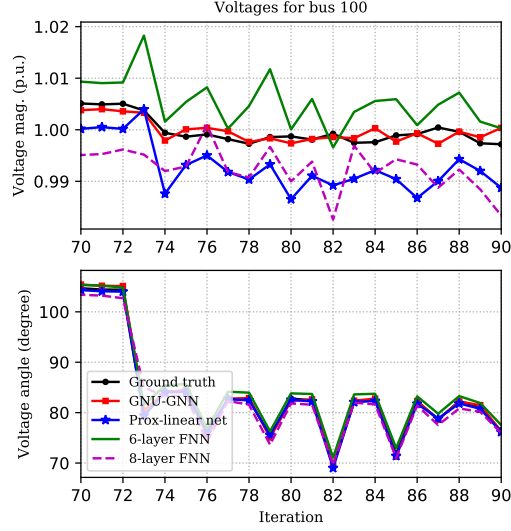 Voltages for bus 100
Voltage mag. (p.u.)
1.02
1.01
1.00
0.99
70 72 74 76 78 80 82 84 86 88 90
Voltage angle (degree)
100
90
80
70
Ground truth
GNU-GNN
Prox-linear net
6-layer FNN
8-layer FNN
70 72 74 76 78 80 82 84 86 88 90
Iteration